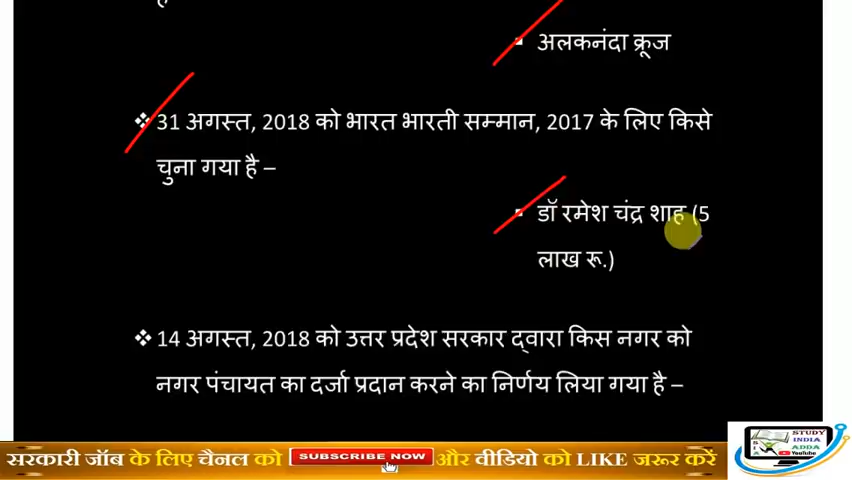 है
अलकनंदा क्रूज
31 अगस्त, 2018 को भारत भारती सम्मान, 2017 के लिए किसे
चुना गया है –
डॉ रमेश चंद्र शाह (5
लाख रू.)
14 अगस्त, 2018 को उत्तर प्रदेश सरकार द्वारा किस नगर को
नगर पंचायत का दर्जा प्रदान करने का निर्णय लिया गया है –
सरकारी जॉब के लिए चैनल को SUBSCRIBE NOW और वीडियो को LIKE जरूर करें
STUDY
INDIA
ADDA
YouTube